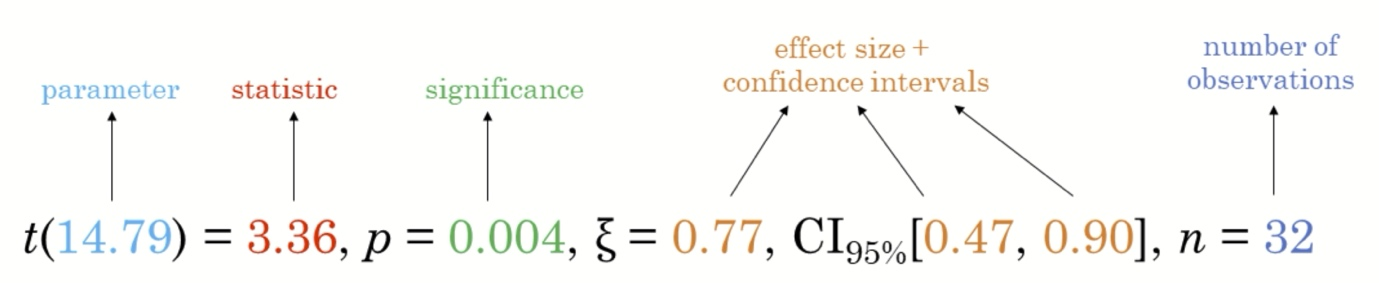 effect size +
number of
parameter statistic significance confidence intervals observations
t(14.79) = 3.36, p = 0.004, ξ = 0.77, CI95%[0.47, 0.90], n = 32